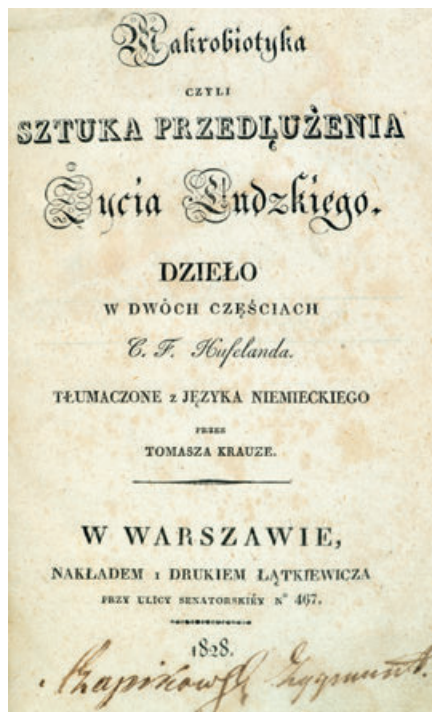 Makrobiotyka
CZYLI
SZTUKA PRZEDŁUŻENIA
Życia Ludzkiego.
DZIEŁO
W DWÓCH CZĘŚCIACH
C. F. Hufelanda.
TŁUMACZONE z JĘZYKA NIEMIECKIEGO
PRZEZ
TOMASZA KRAUZE.
W WARSZAWIE,
NAKŁADEM I DRUKIEM ŁĄTKIEWICZA
PRZY ULICY SENATORSKIÉY Nº 467.
1828.
Zygmunt